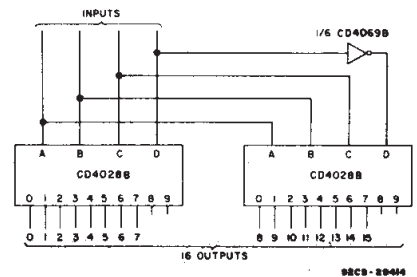 INPUTS
1/6 CD4069B
A B C D
CD4028B
0 1 2 3 4 5 6 7 8 9
0 1 2 3 4 5 6 7
A B C D
CD4028B
0 1 2 3 4 5 6 7 8 9
8 9 10 11 12 13 14 15
16 OUTPUTS
92CS-29414